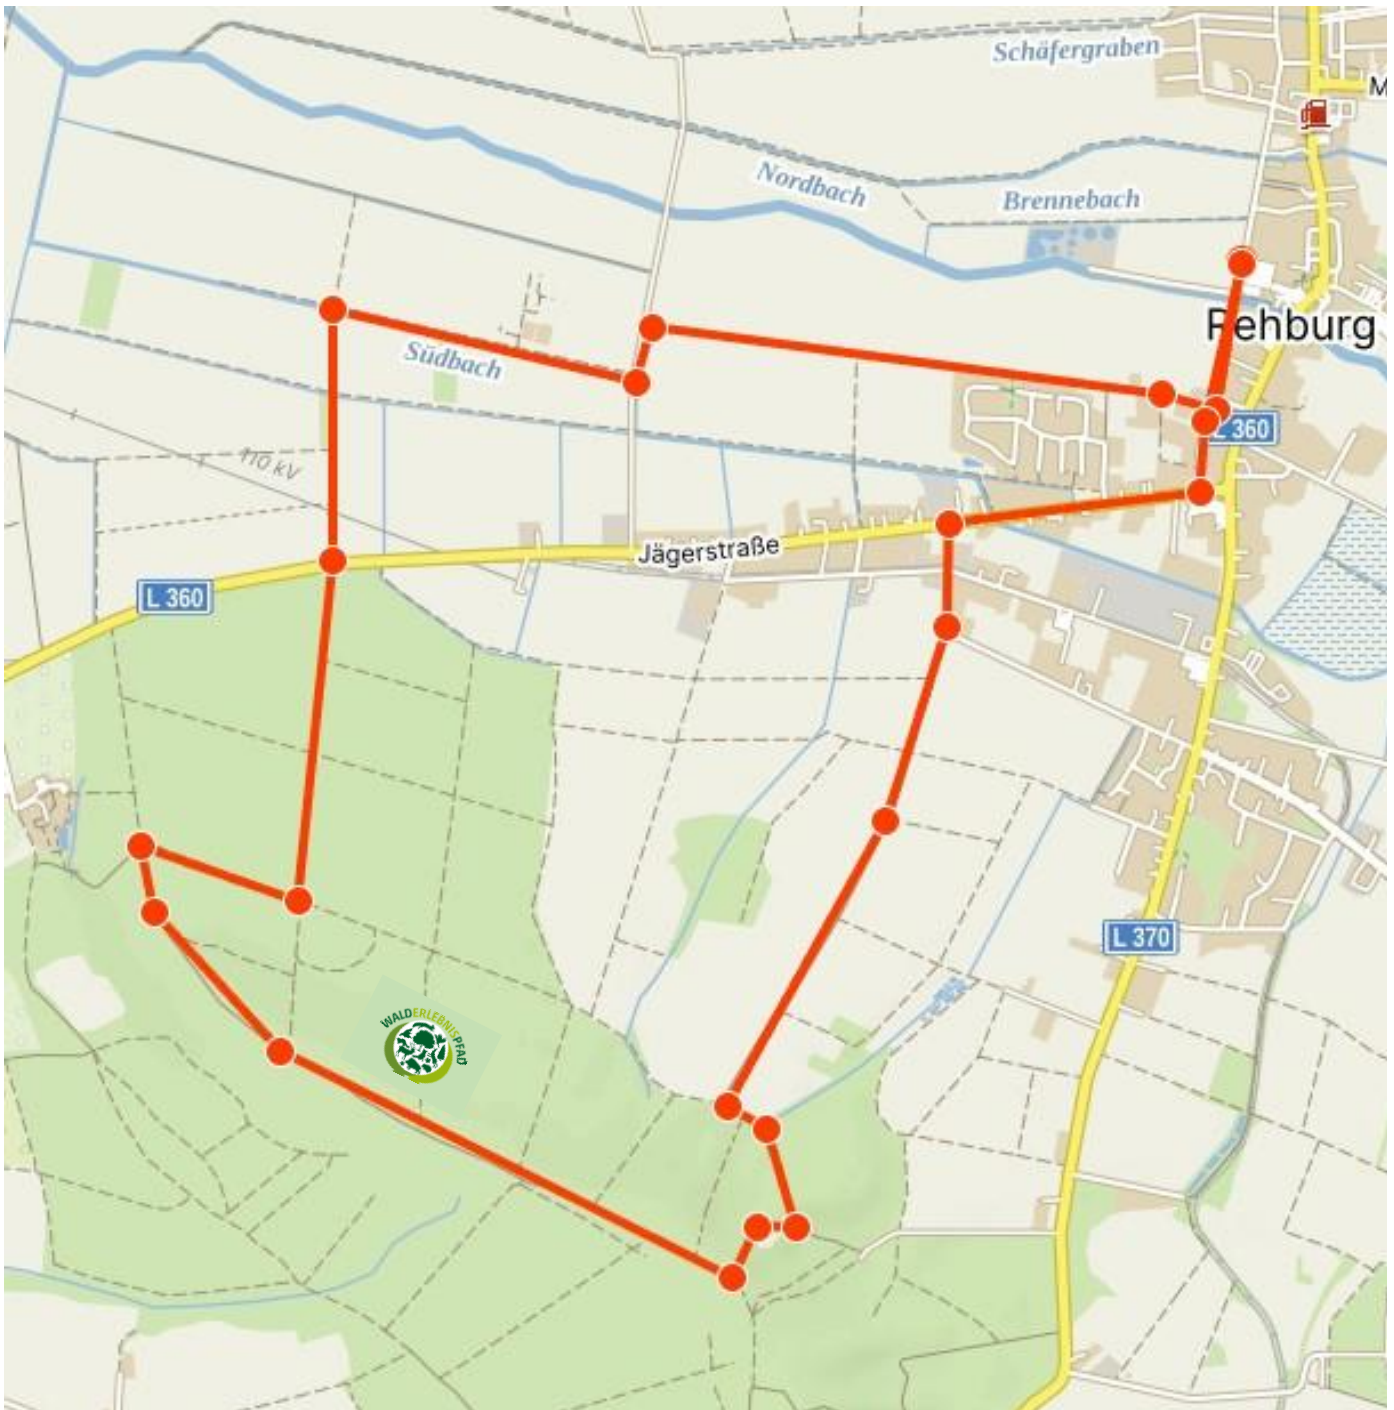 Schäfergraben
M
Nordbach
Brennebach
Rehburg
Südbach
L 360
110 kV
Jägerstraße
L 360
L 370
WALDERLEBNISPFAD